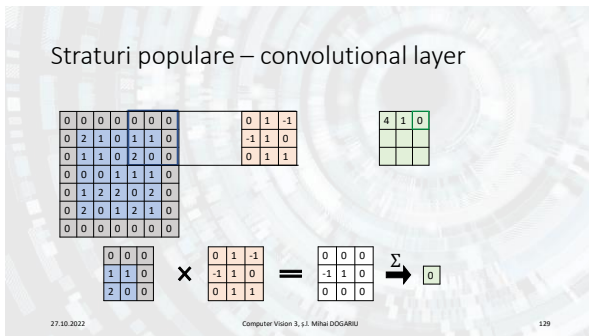 Straturi populare – convolutional layer
0 0 0 0 0 0 0
0 2 1 0 1 1 0
0 1 1 0 2 0 0
0 0 0 1 1 1 0
0 1 2 2 0 2 0
0 2 0 1 2 1 0
0 0 0 0 0 0 0
0 1 -1
-1 1 0
0 1 1
4 1 0
0 0 0
1 1 0
2 0 0
×
0 1 -1
-1 1 0
0 1 1
=
0 0 0
-1 1 0
0 0 0
Σ
0
27.10.2022
Computer Vision 3, ș.l. Mihai DOGARIU
129